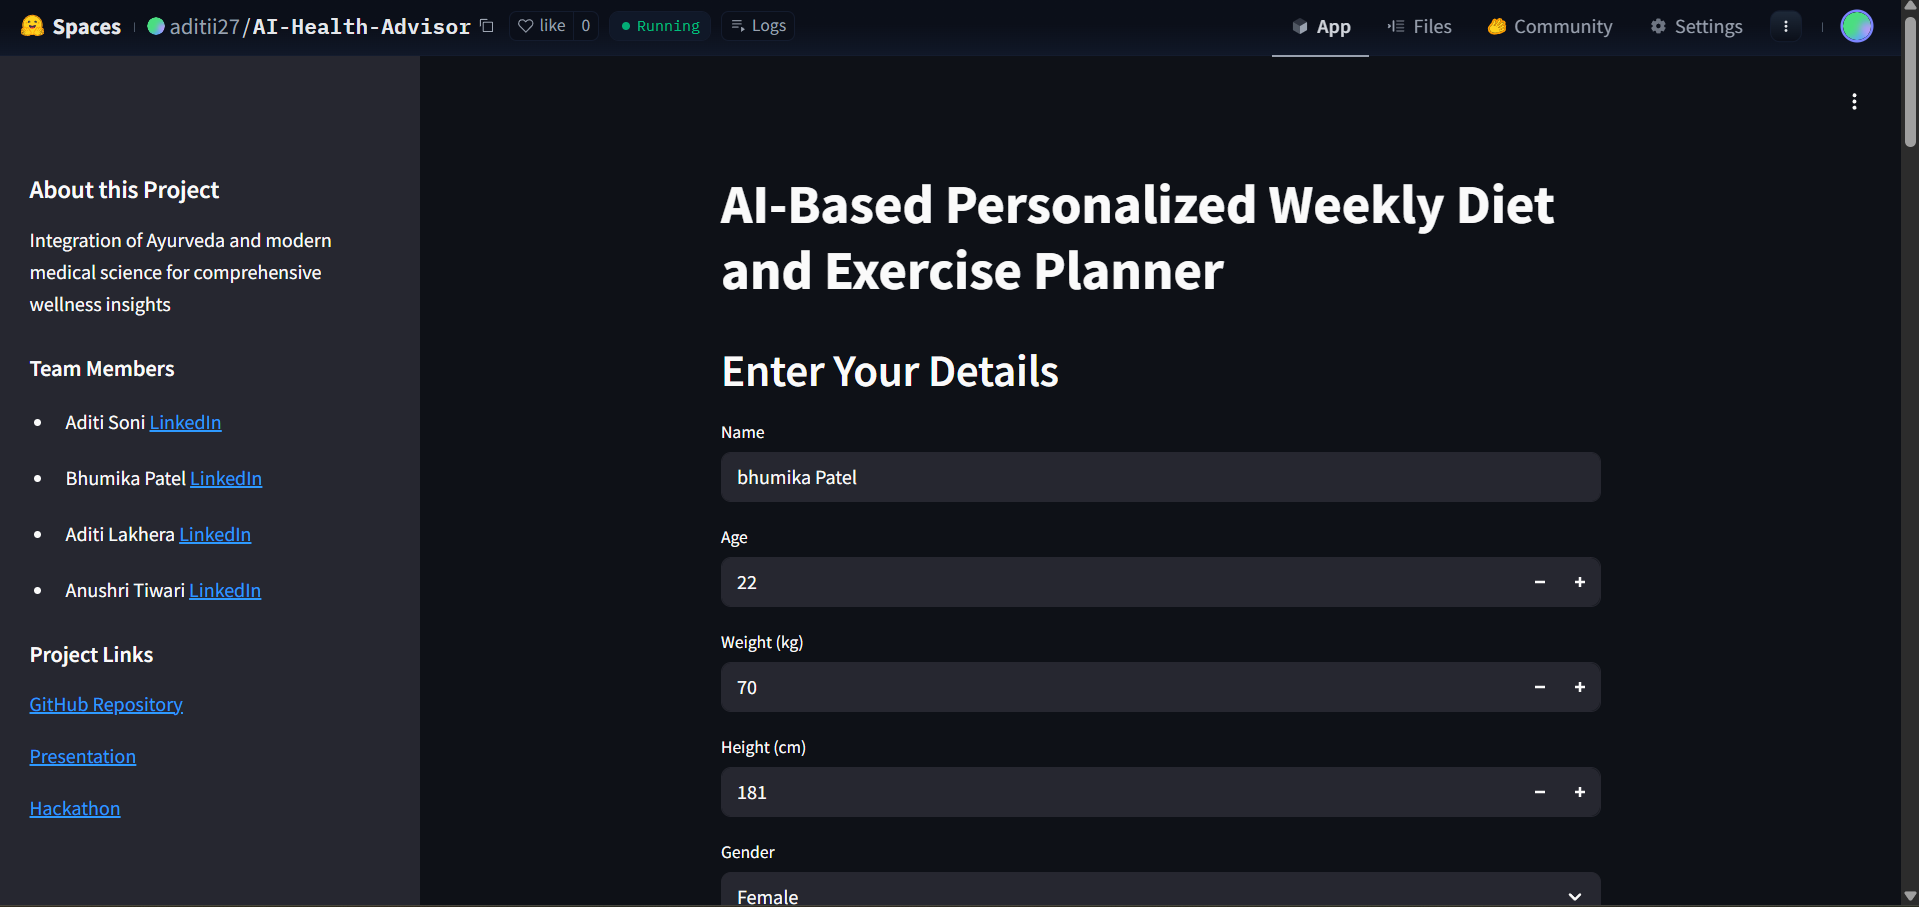 Spaces aditii27/AI-Health-Advisor like 0 Running Logs App Files Community Settings
About this Project
Integration of Ayurveda and modern
medical science for comprehensive
wellness insights
Team Members
Aditi Soni LinkedIn
Bhumika Patel LinkedIn
Aditi Lakhera LinkedIn
Anushri Tiwari LinkedIn
Project Links
GitHub Repository
Presentation
Hackathon
AI-Based Personalized Weekly Diet
and Exercise Planner
Enter Your Details
Name
bhumika Patel
Age
22
Weight (kg)
70
Height (cm)
181
Gender
Female